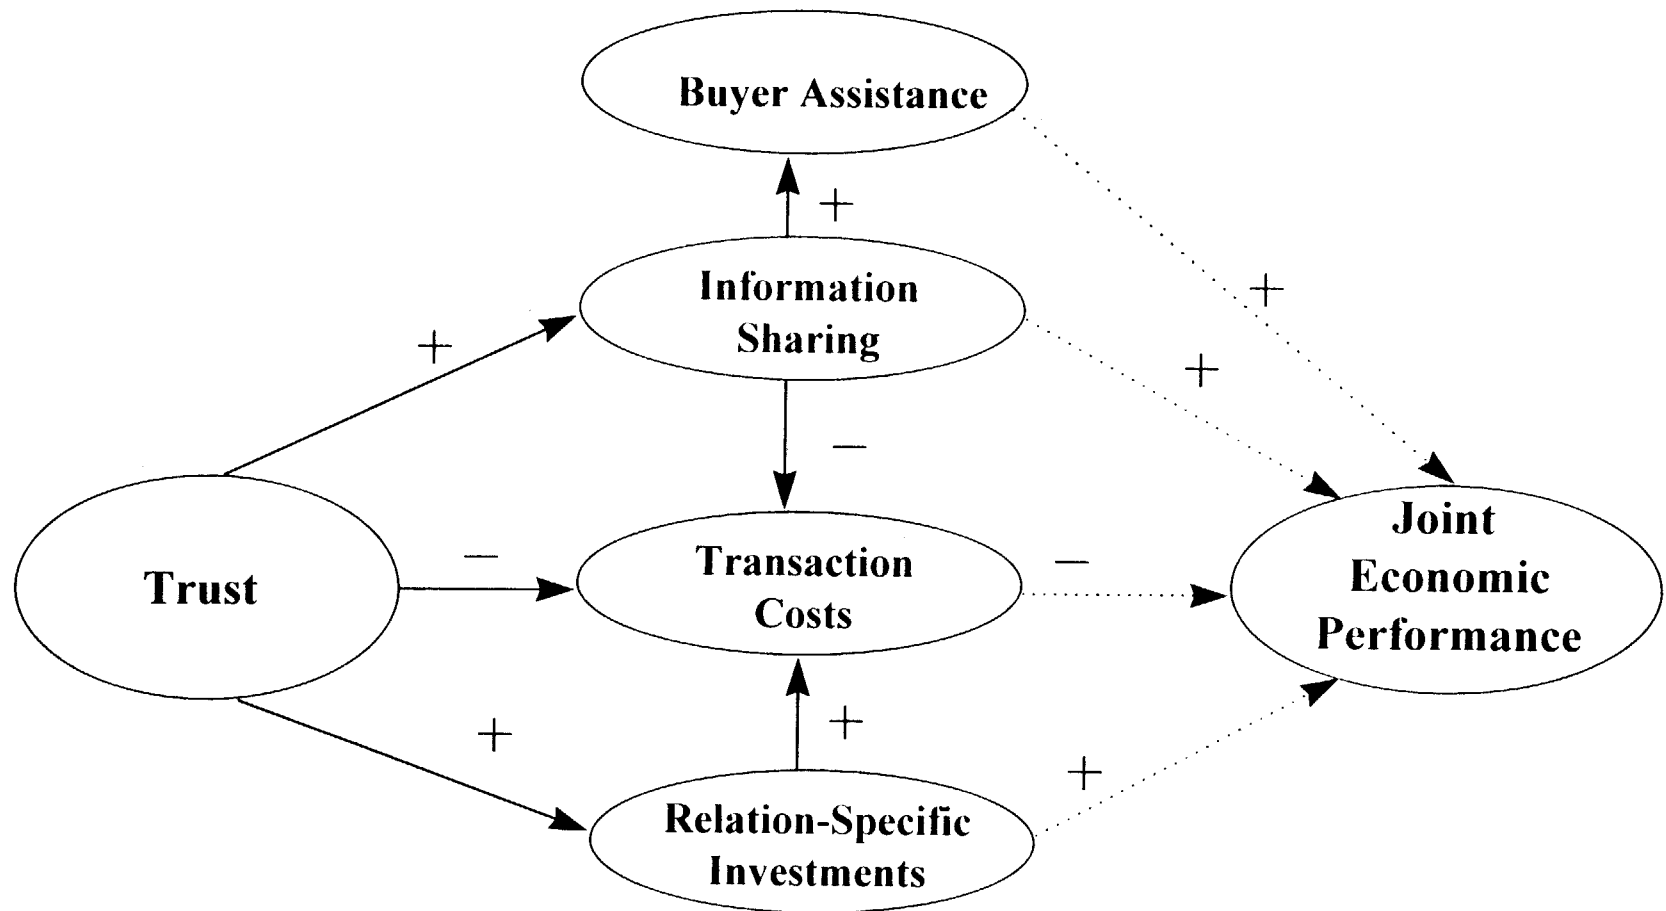 Buyer Assistance
+
Information
Sharing
+
+
+
−
Trust
−
Transaction
Costs
−
Joint
Economic
Performance
+
+
+
Relation-Specific
Investments